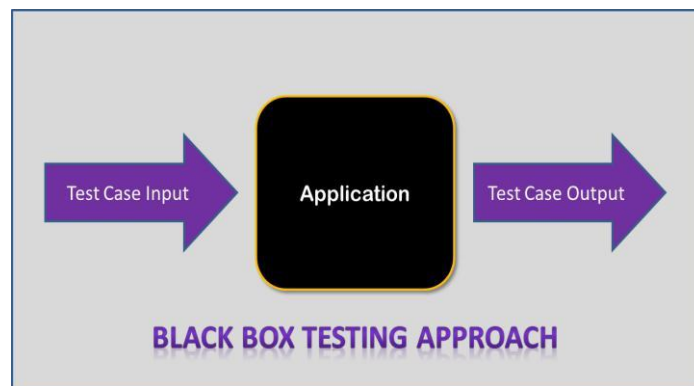 Test Case Input
Application
Test Case Output
BLACK BOX TESTING APPROACH